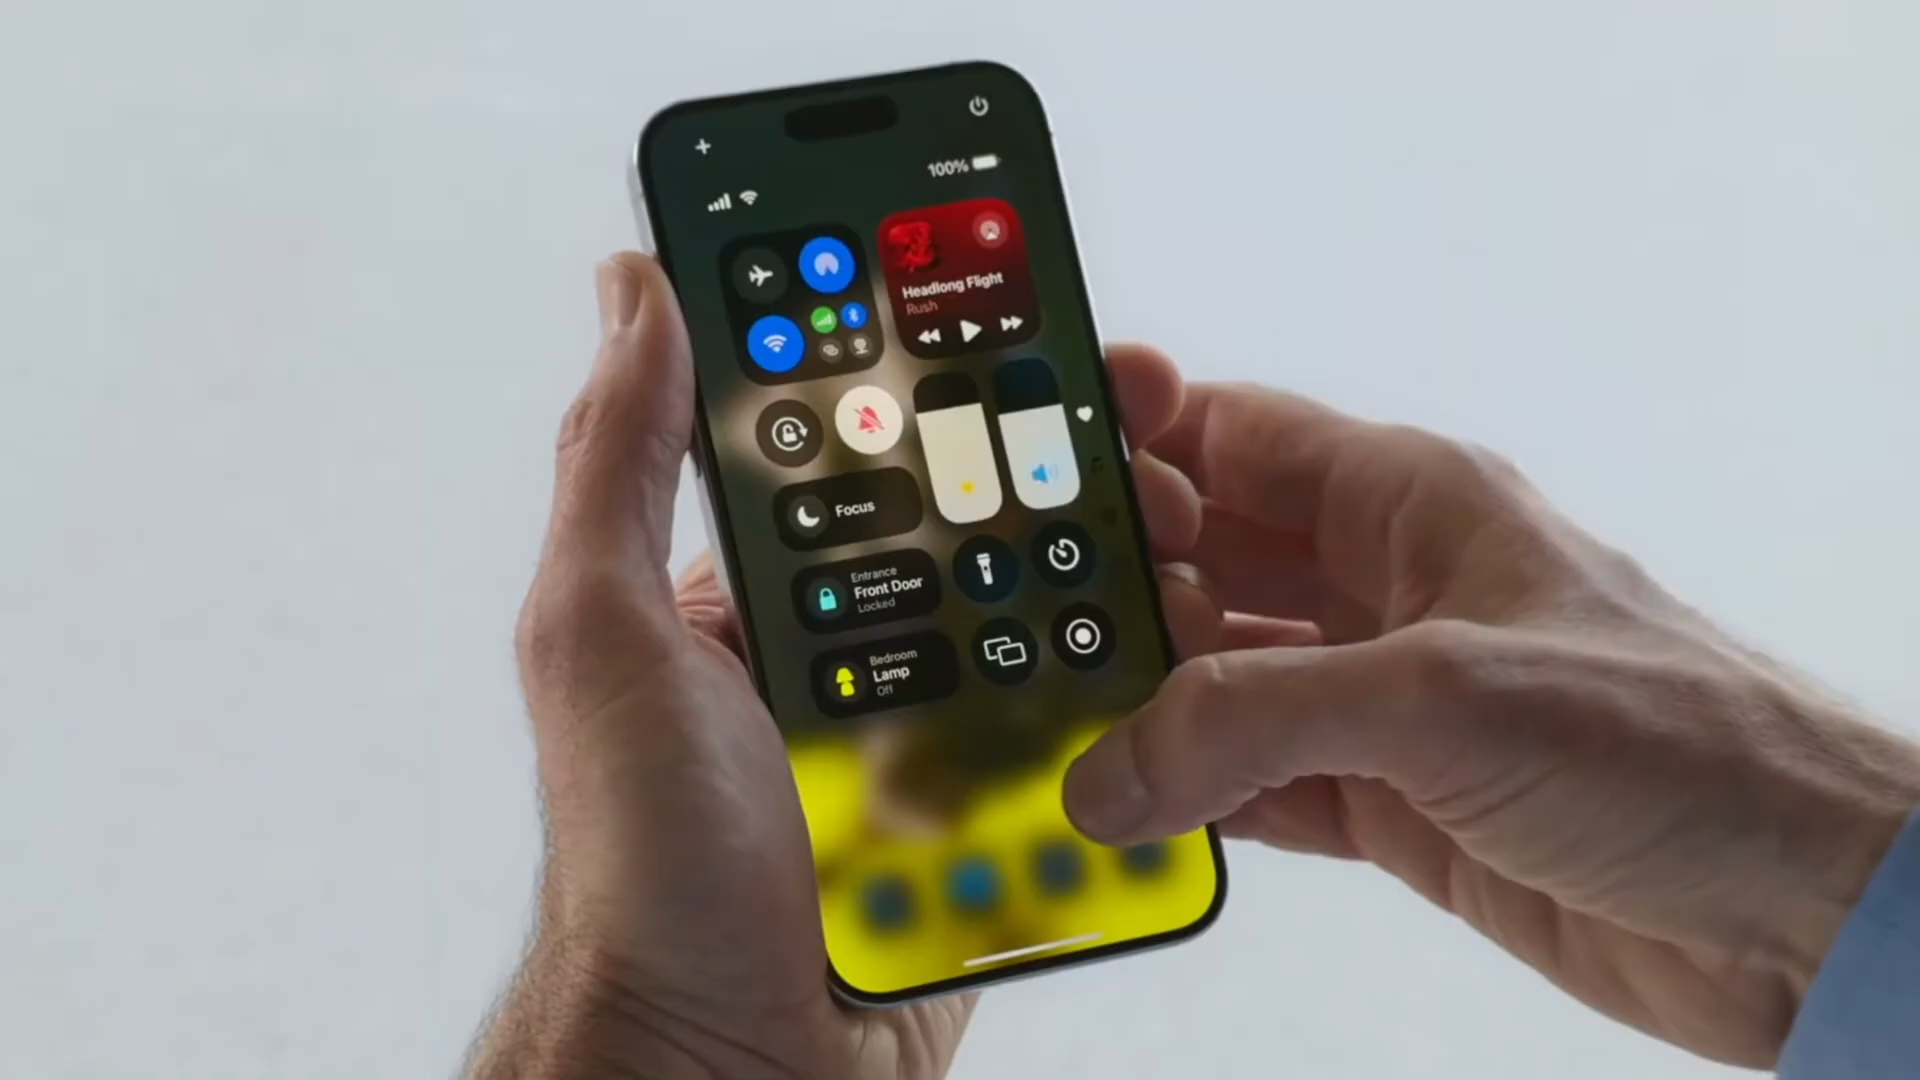 100%
Headlong Flight
Rush
Focus
Entrance
Front Door
Locked
Bedroom
Lamp
Off